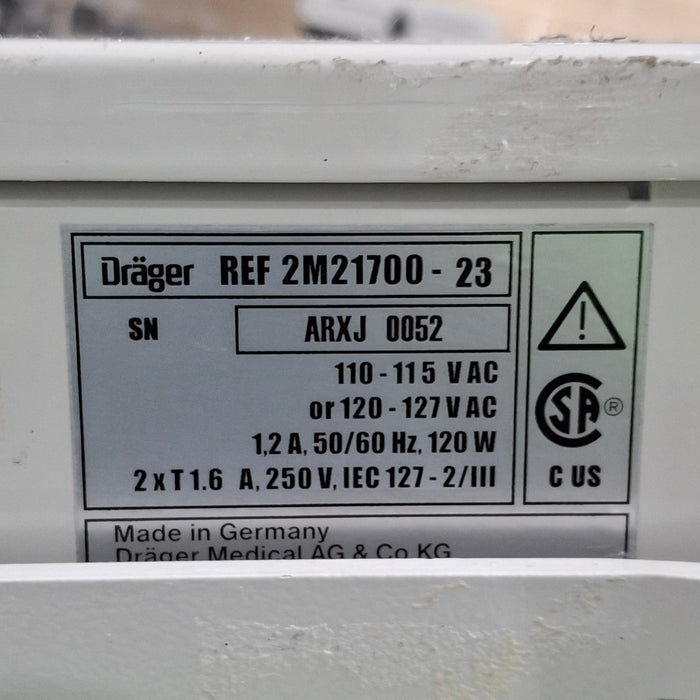 Dräger REF 2M21700 - 23
SN ARXJ 0052
110 - 115 V AC
or 120 - 127 V AC
1,2 A, 50/60 Hz, 120 W
2 x T 1.6 A, 250 V, IEC 127 - 2/III
!
SA ®
C US
Made in Germany
Dräger Medical AG & Co KG